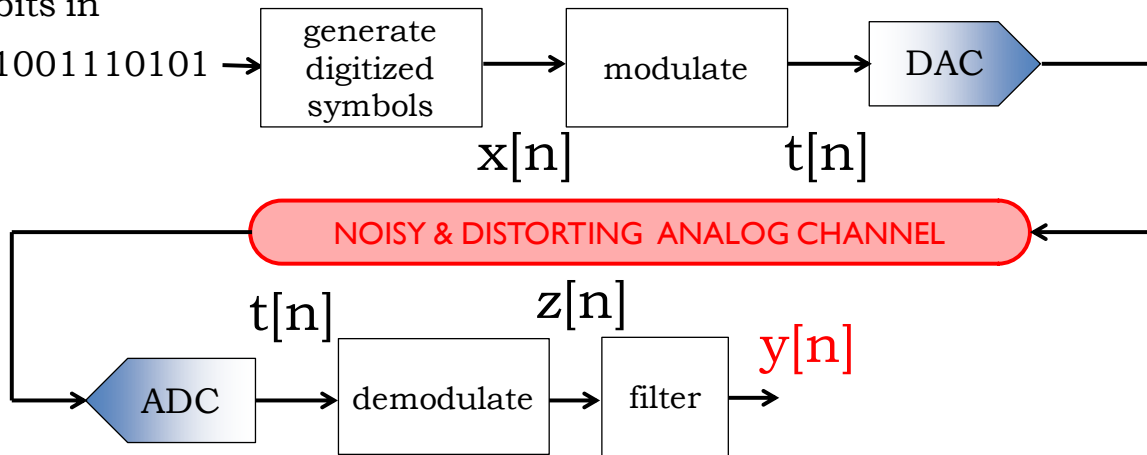 bits in
1001110101
generate
digitized
symbols
modulate
DAC
x[n]
t[n]
NOISY & DISTORTING ANALOG CHANNEL
t[n]
z[n]
y[n]
ADC
demodulate
filter